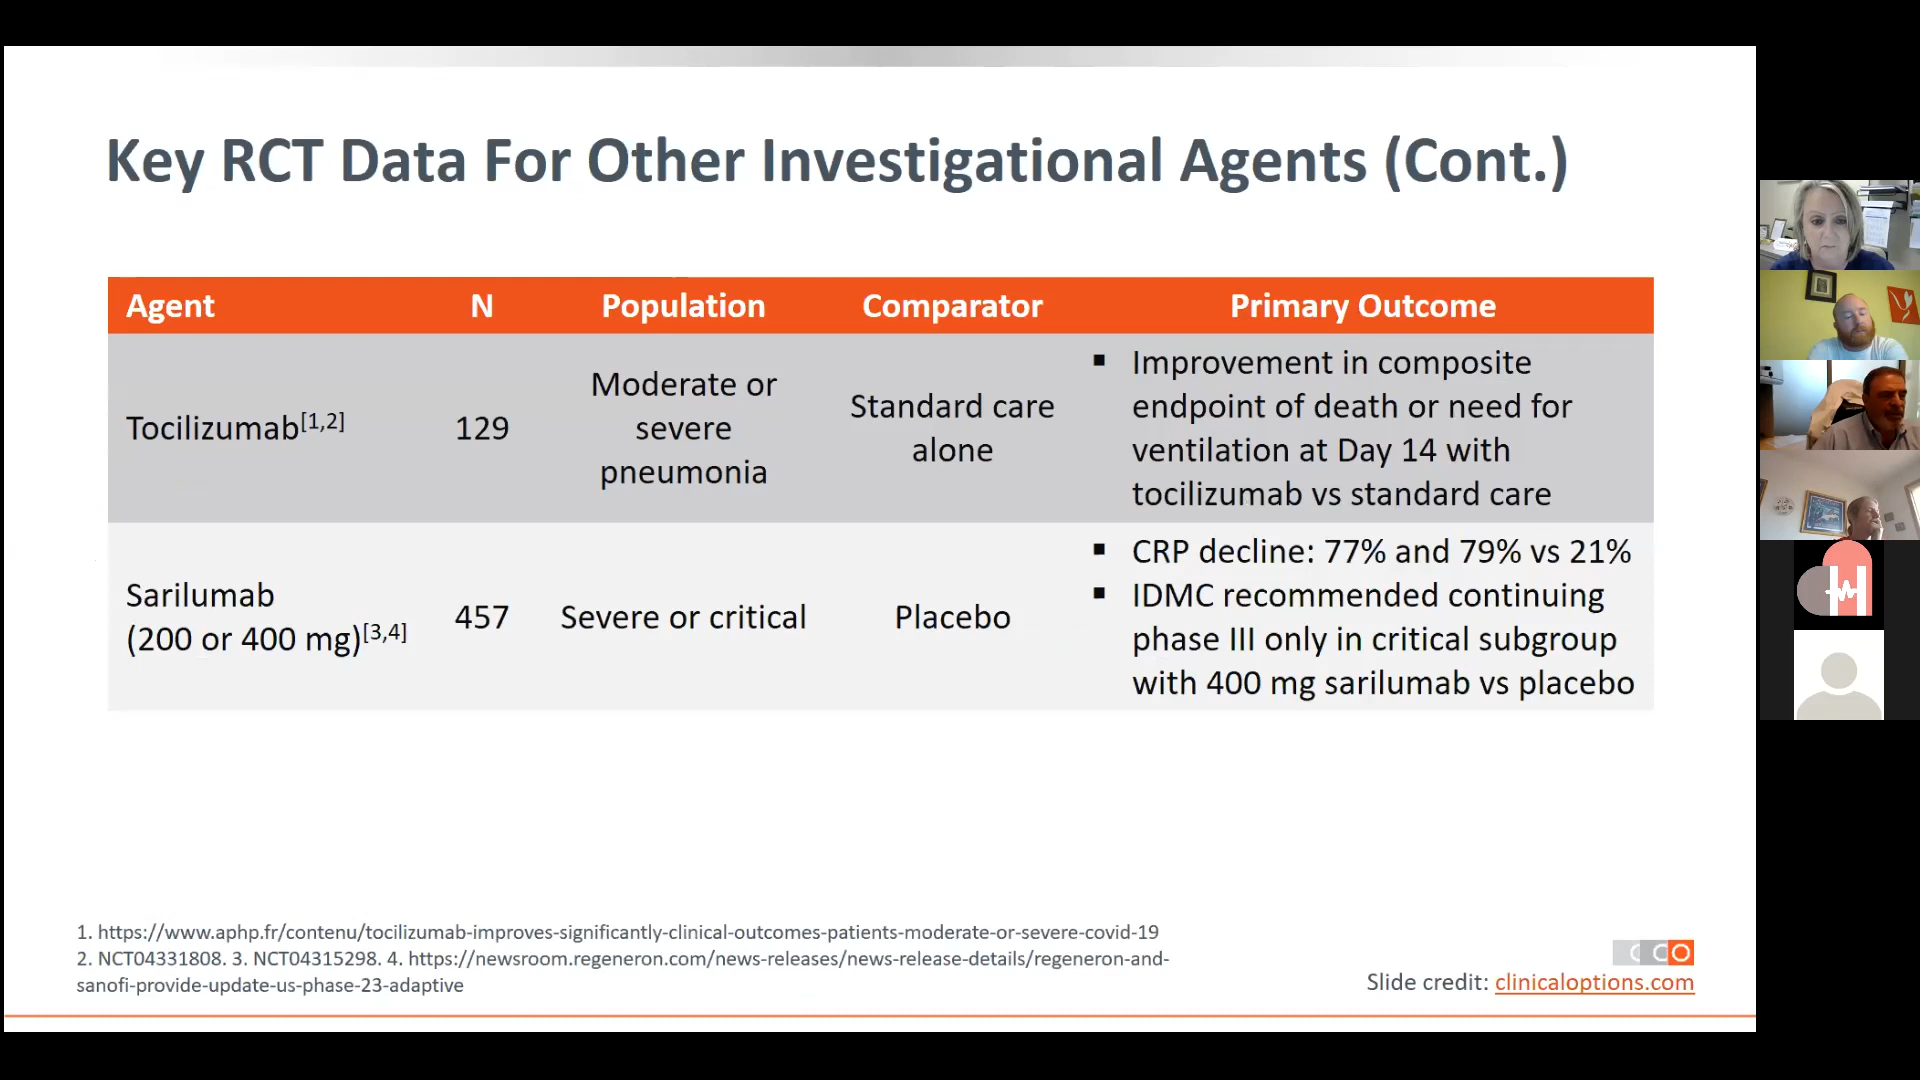 Key RCT Data For Other Investigational Agents (Cont.)
Agent N Population Comparator Primary Outcome
Tocilizumab[1,2]
129
Moderate or
severe
pneumonia
Standard care
alone
▪ Improvement in composite
endpoint of death or need for
ventilation at Day 14 with
tocilizumab vs standard care
Sarilumab
(200 or 400 mg)[3,4]
457
Severe or critical
Placebo
▪ CRP decline: 77% and 79% vs 21%
▪ IDMC recommended continuing
phase III only in critical subgroup
with 400 mg sarilumab vs placebo
1. https://www.aphp.fr/contenu/tocilizumab-improves-significantly-clinical-outcomes-patients-moderate-or-severe-covid-19
2. NCT04331808. 3. NCT04315298. 4. https://newsroom.regeneron.com/news-releases/news-release-details/regeneron-and-
sanofi-provide-update-us-phase-23-adaptive
CCO
Slide credit: clinicaloptions.com
H